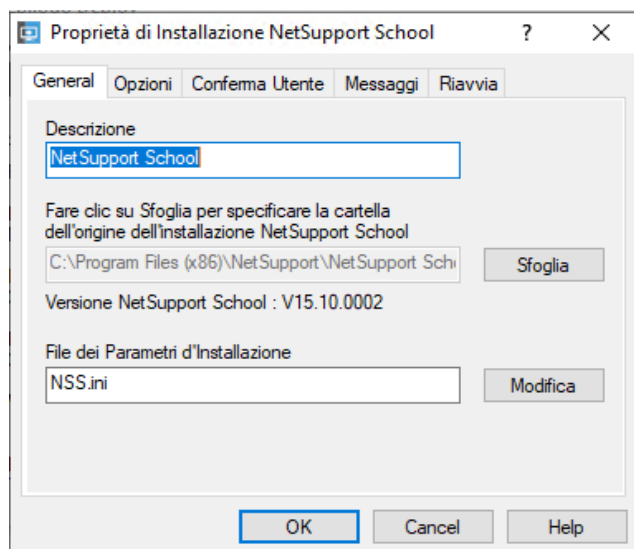 Proprietà di Installazione NetSupport School
?
General
Opzioni
Conferma Utente
Messaggi
Riavvia
Descrizione
NetSupport School
Fare clic su Sfoglia per specificare la cartella
dell'origine dell'installazione NetSupport School
C:\Program Files (x86)\NetSupport\NetSupport Sch
Sfoglia
Versione NetSupport School : V15.10.0002
File dei Parametri d'Installazione
NSS.ini
Modifica
OK
Cancel
Help